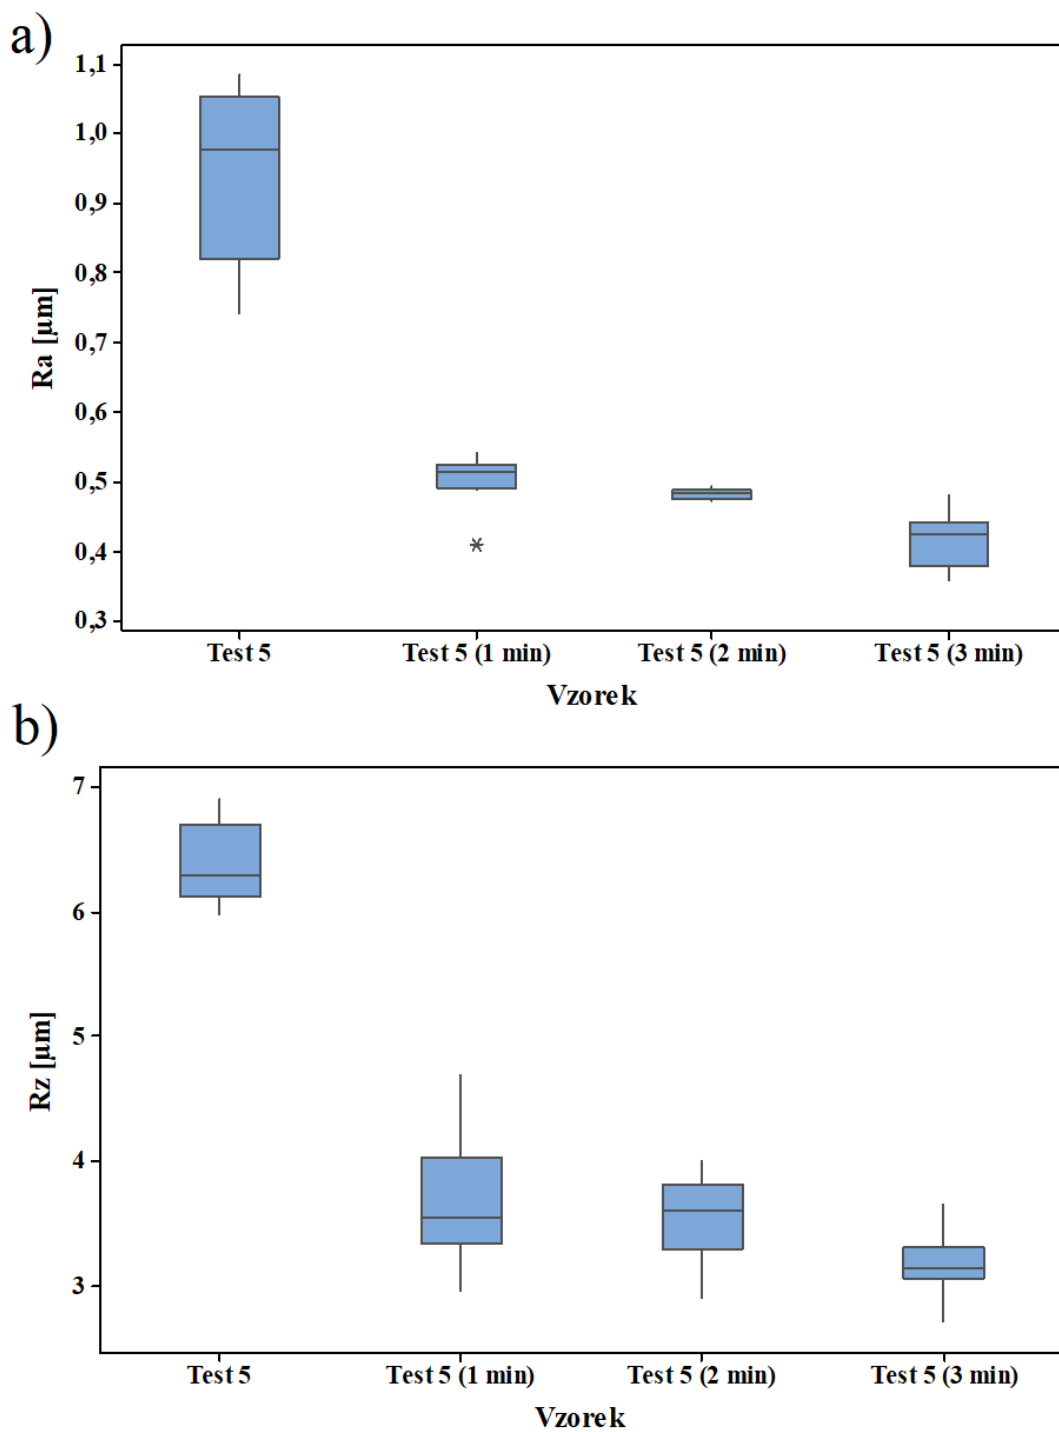 a)
1,1
1,0
0,9
0,8
0,7
0,6
0,5
0,4
0,3
Ra [µm]
Test 5 Test 5 (1 min) Test 5 (2 min) Test 5 (3 min)
Vzorek
b)
7
6
5
4
3
Rz [µm]
Test 5 Test 5 (1 min) Test 5 (2 min) Test 5 (3 min)
Vzorek